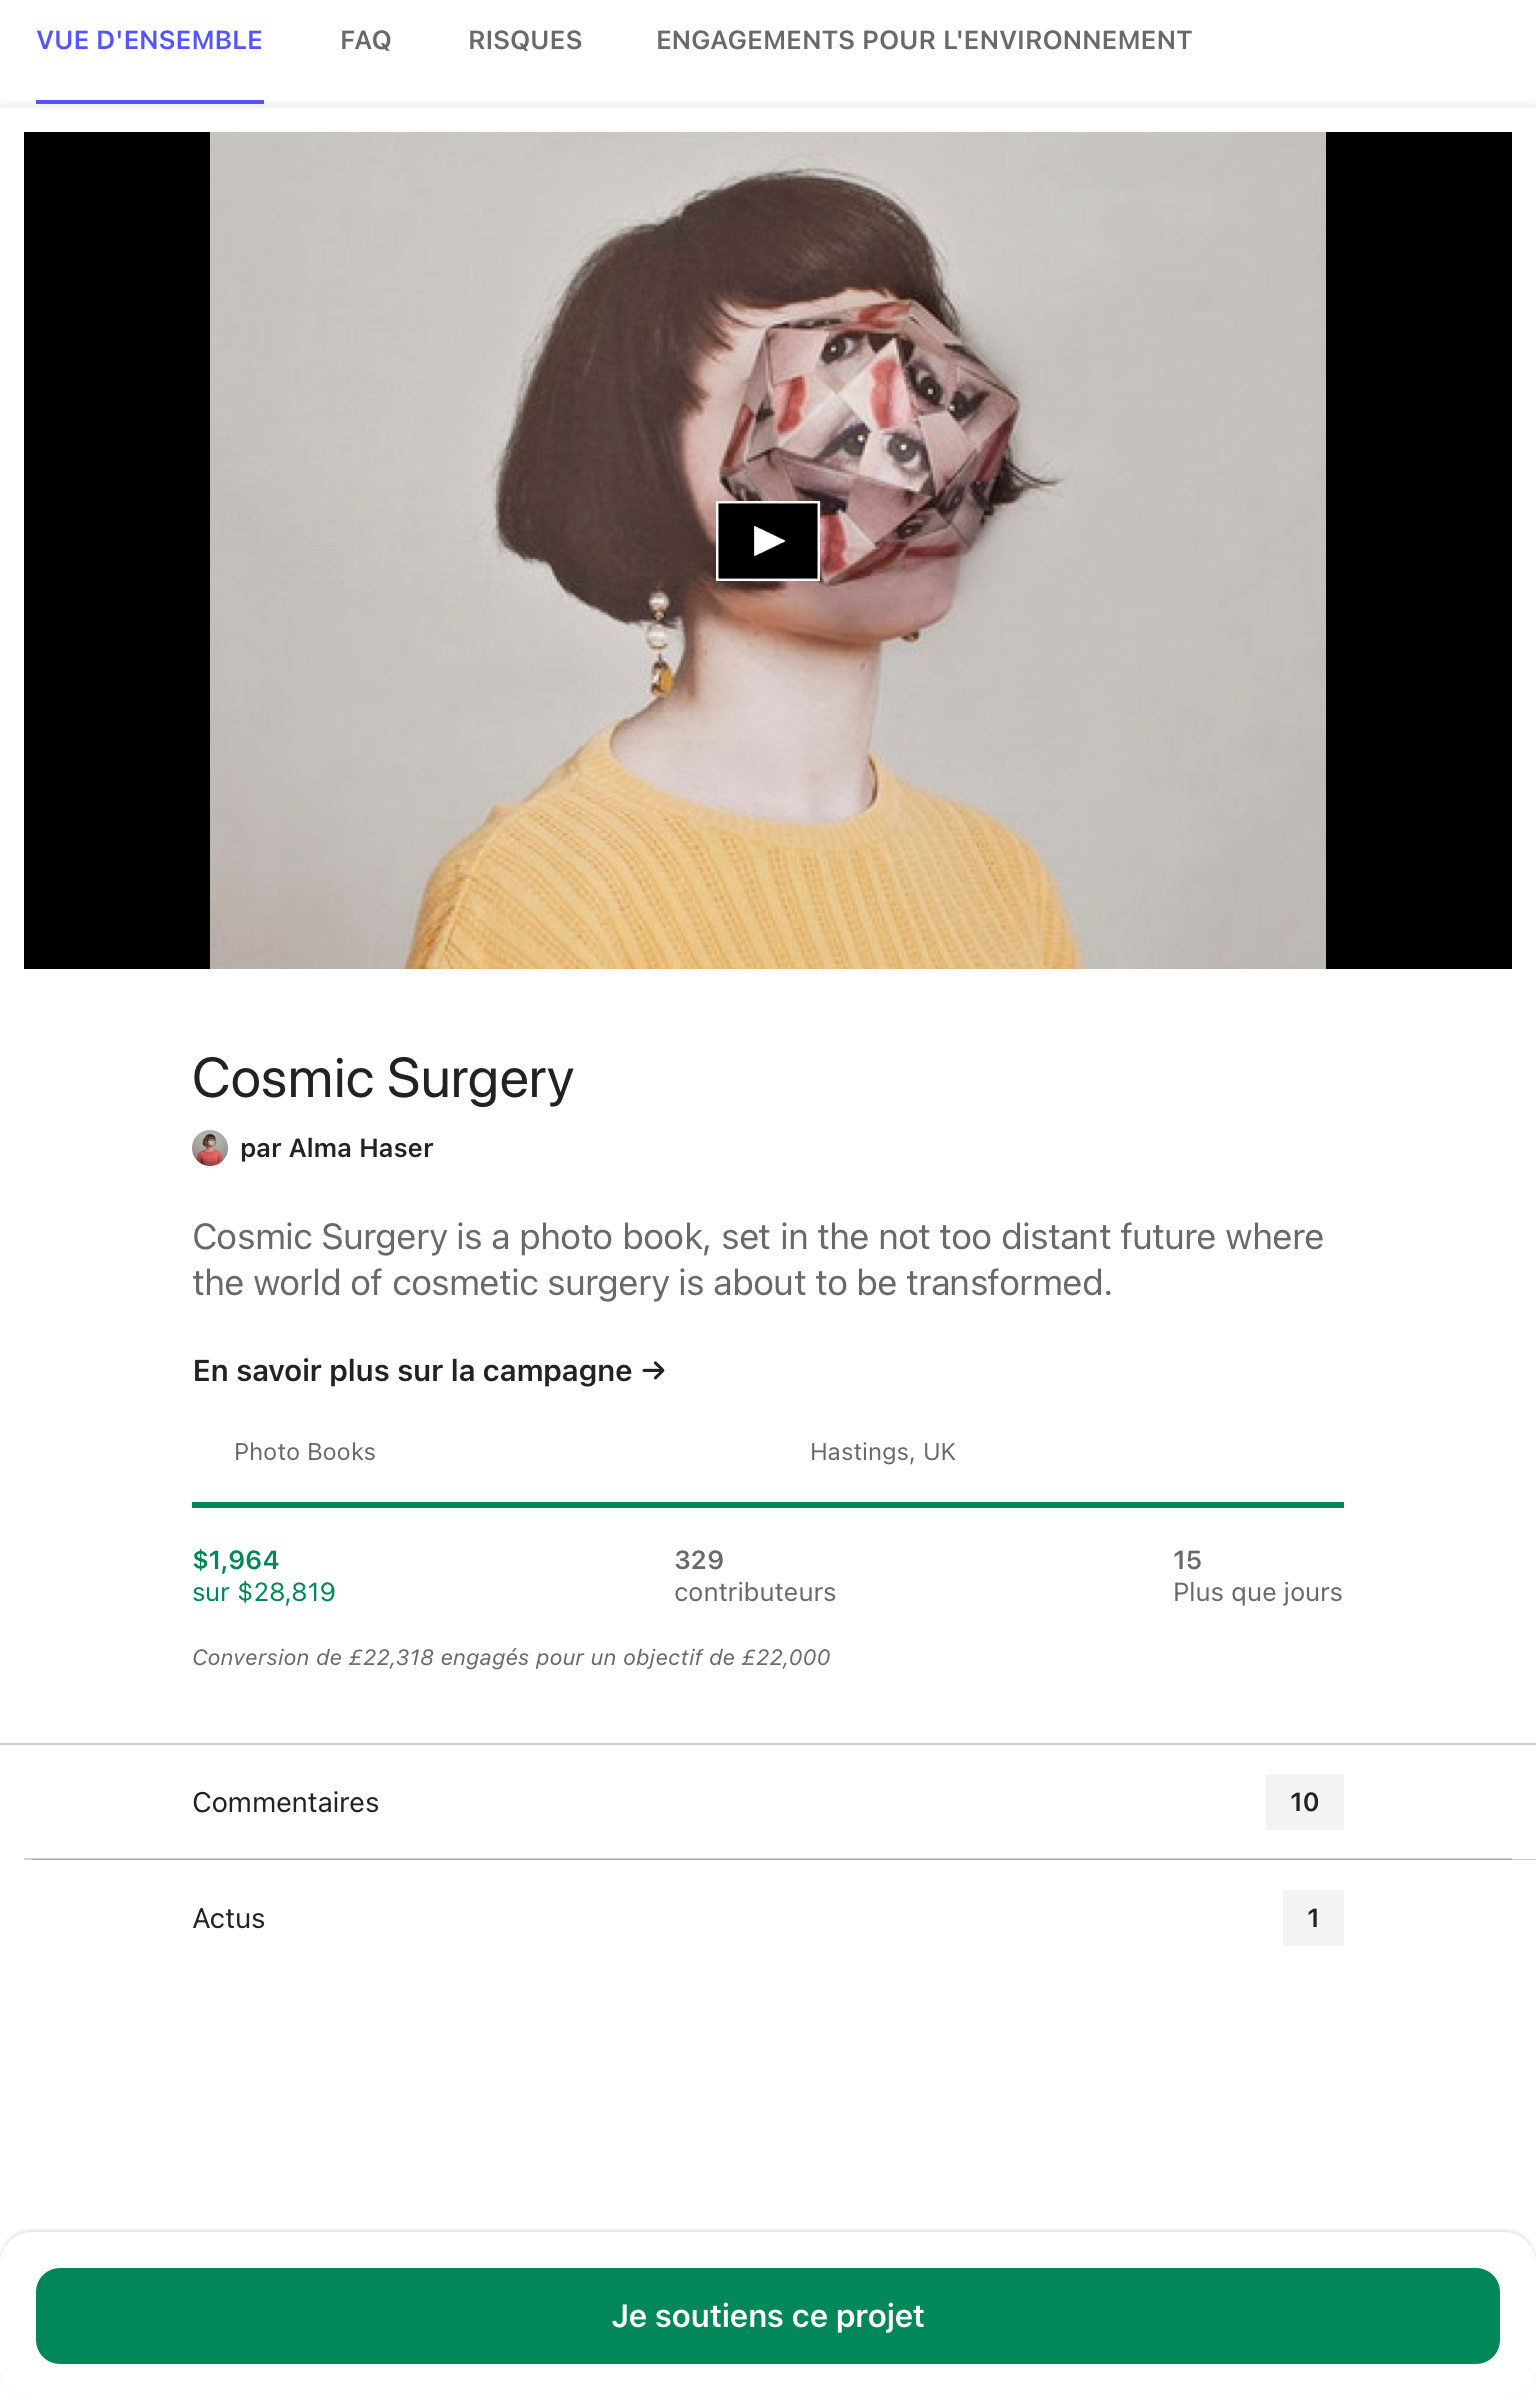 VUE D'ENSEMBLE FAQ RISQUES ENGAGEMENTS POUR L'ENVIRONNEMENT
Cosmic Surgery
par Alma Haser
Cosmic Surgery is a photo book, set in the not too distant future where
the world of cosmetic surgery is about to be transformed.
En savoir plus sur la campagne →
Photo Books Hastings, UK
$1,964 329 15
sur $28,819 contributeurs Plus que jours
Conversion de £22,318 engagés pour un objectif de £22,000
Commentaires 10
Actus 1
Je soutiens ce projet